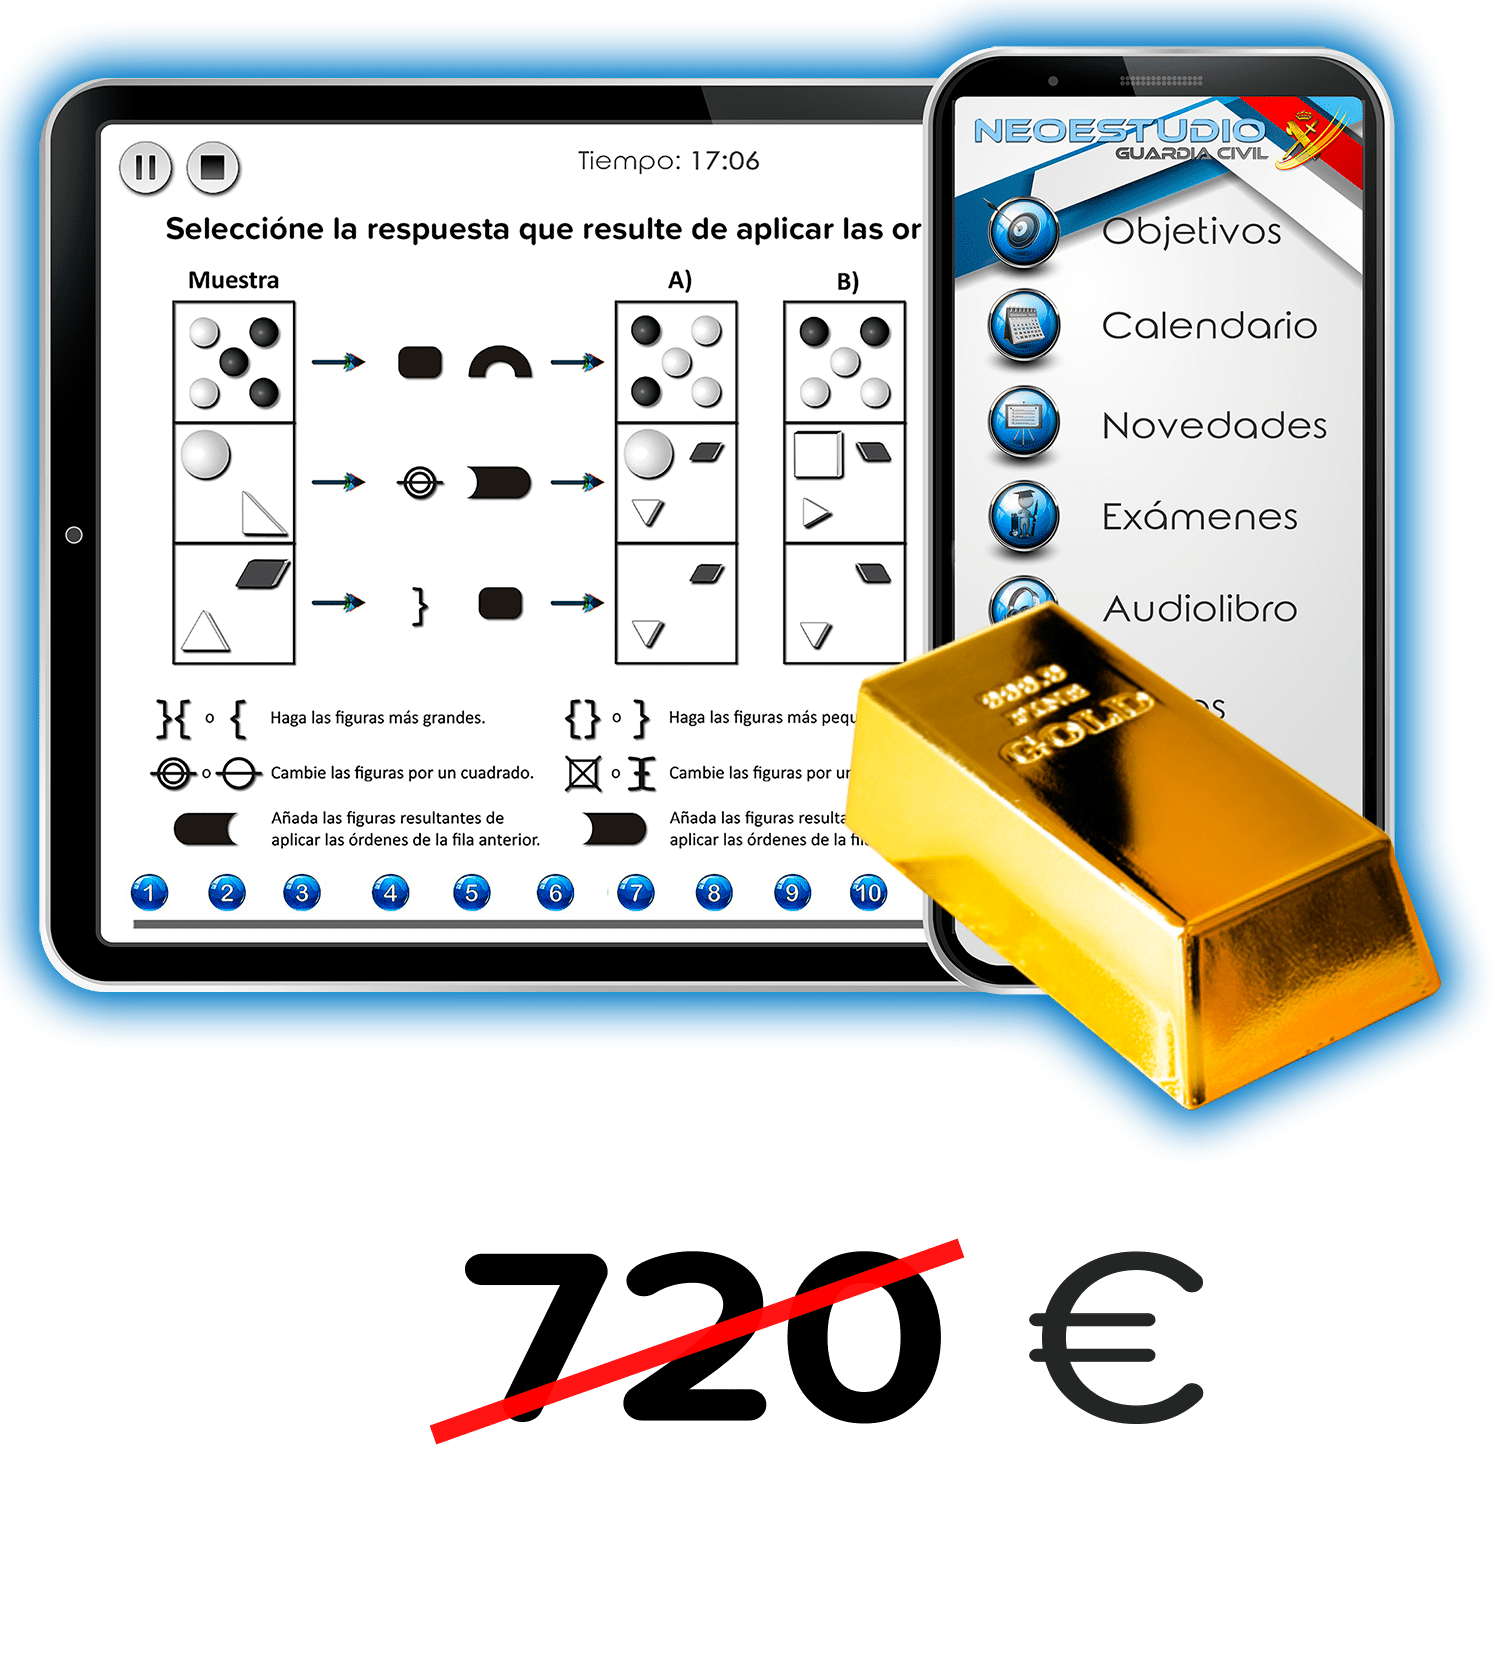 Tiempo: 17:06
Seleccióne la respuesta que resulte de aplicar las or
Muestra
A)
B)
}{ o { Haga las figuras más grandes.
{} o } Haga las figuras más pequ
o Cambie las figuras por un cuadrado.
o Cambie las figuras por un
Añada las figuras resultantes de
aplicar las órdenes de la fila anterior.
Añada las figuras resulta
aplicar las órdenes de la fi
1 2 3 4 5 6 7 8 9 10
NEOESTUDIO
GUARDIA CIVIL
Objetivos
Calendario
Novedades
Exámenes
Audiolibro
os
999.9
FINE
GOLD
720 €